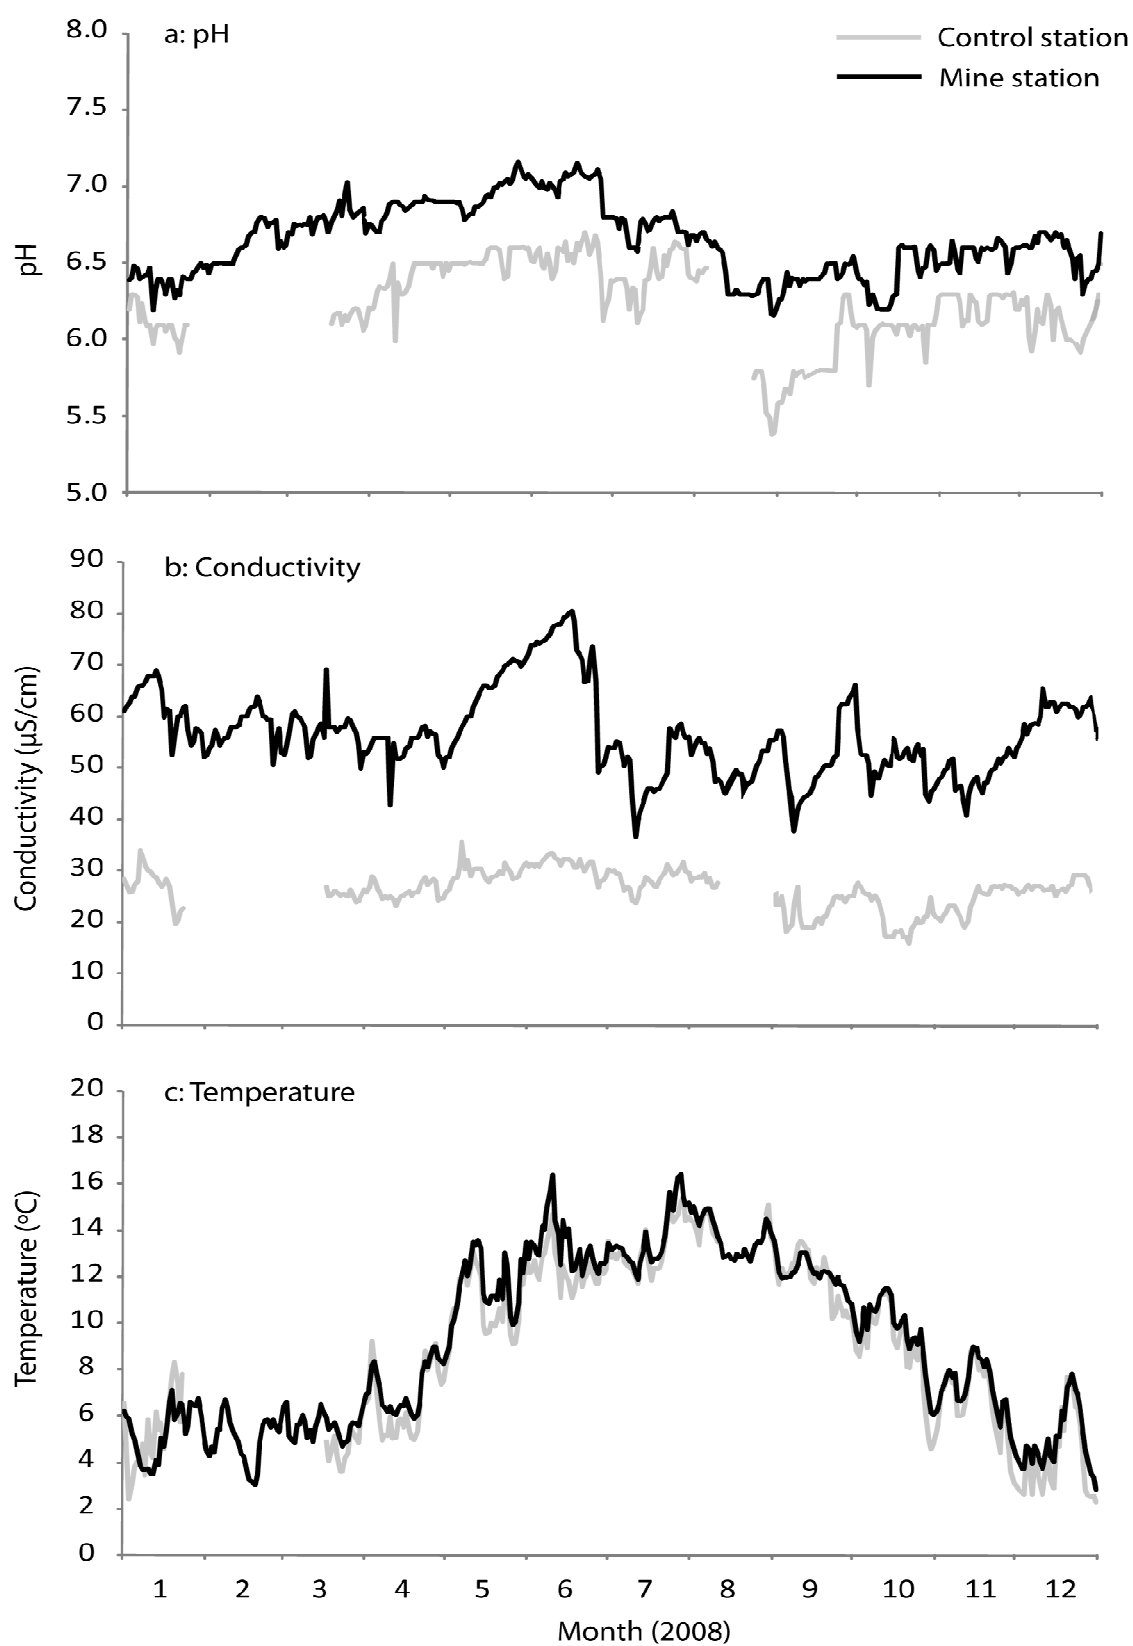 a: pH
Control station
Mine station
8.0
7.5
7.0
6.5
6.0
5.5
5.0
pH
b: Conductivity
90
80
70
60
50
40
30
20
10
0
Conductivity (µS/cm)
c: Temperature
20
18
16
14
12
10
8
6
4
2
0
Temperature (ºC)
1 2 3 4 5 6 7 8 9 10 11 12
Month (2008)